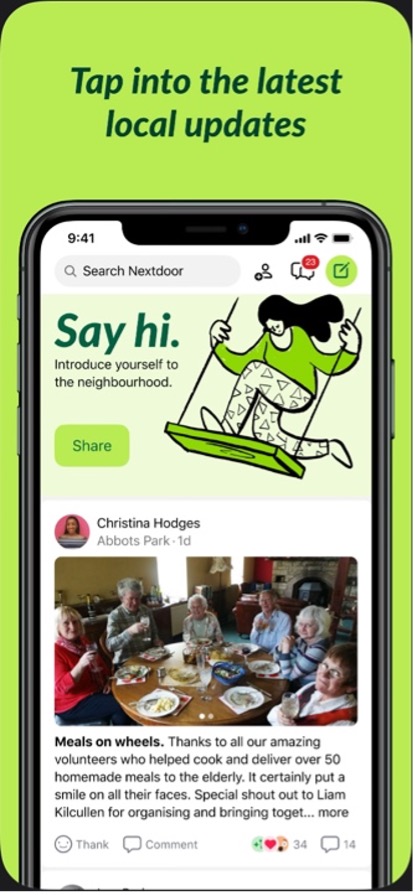 Tap into the latest
local updates
9:41
Search Nextdoor
23
Say hi.
Introduce yourself to
the neighbourhood.
Share
Christina Hodges
Abbots Park · 1d
Meals on wheels. Thanks to all our amazing
volunteers who helped cook and deliver over 50
homemade meals to the elderly. It certainly put a
smile on all their faces. Special shout out to Liam
Kilcullen for organising and bringing toget... more
Thank
Comment
34
14